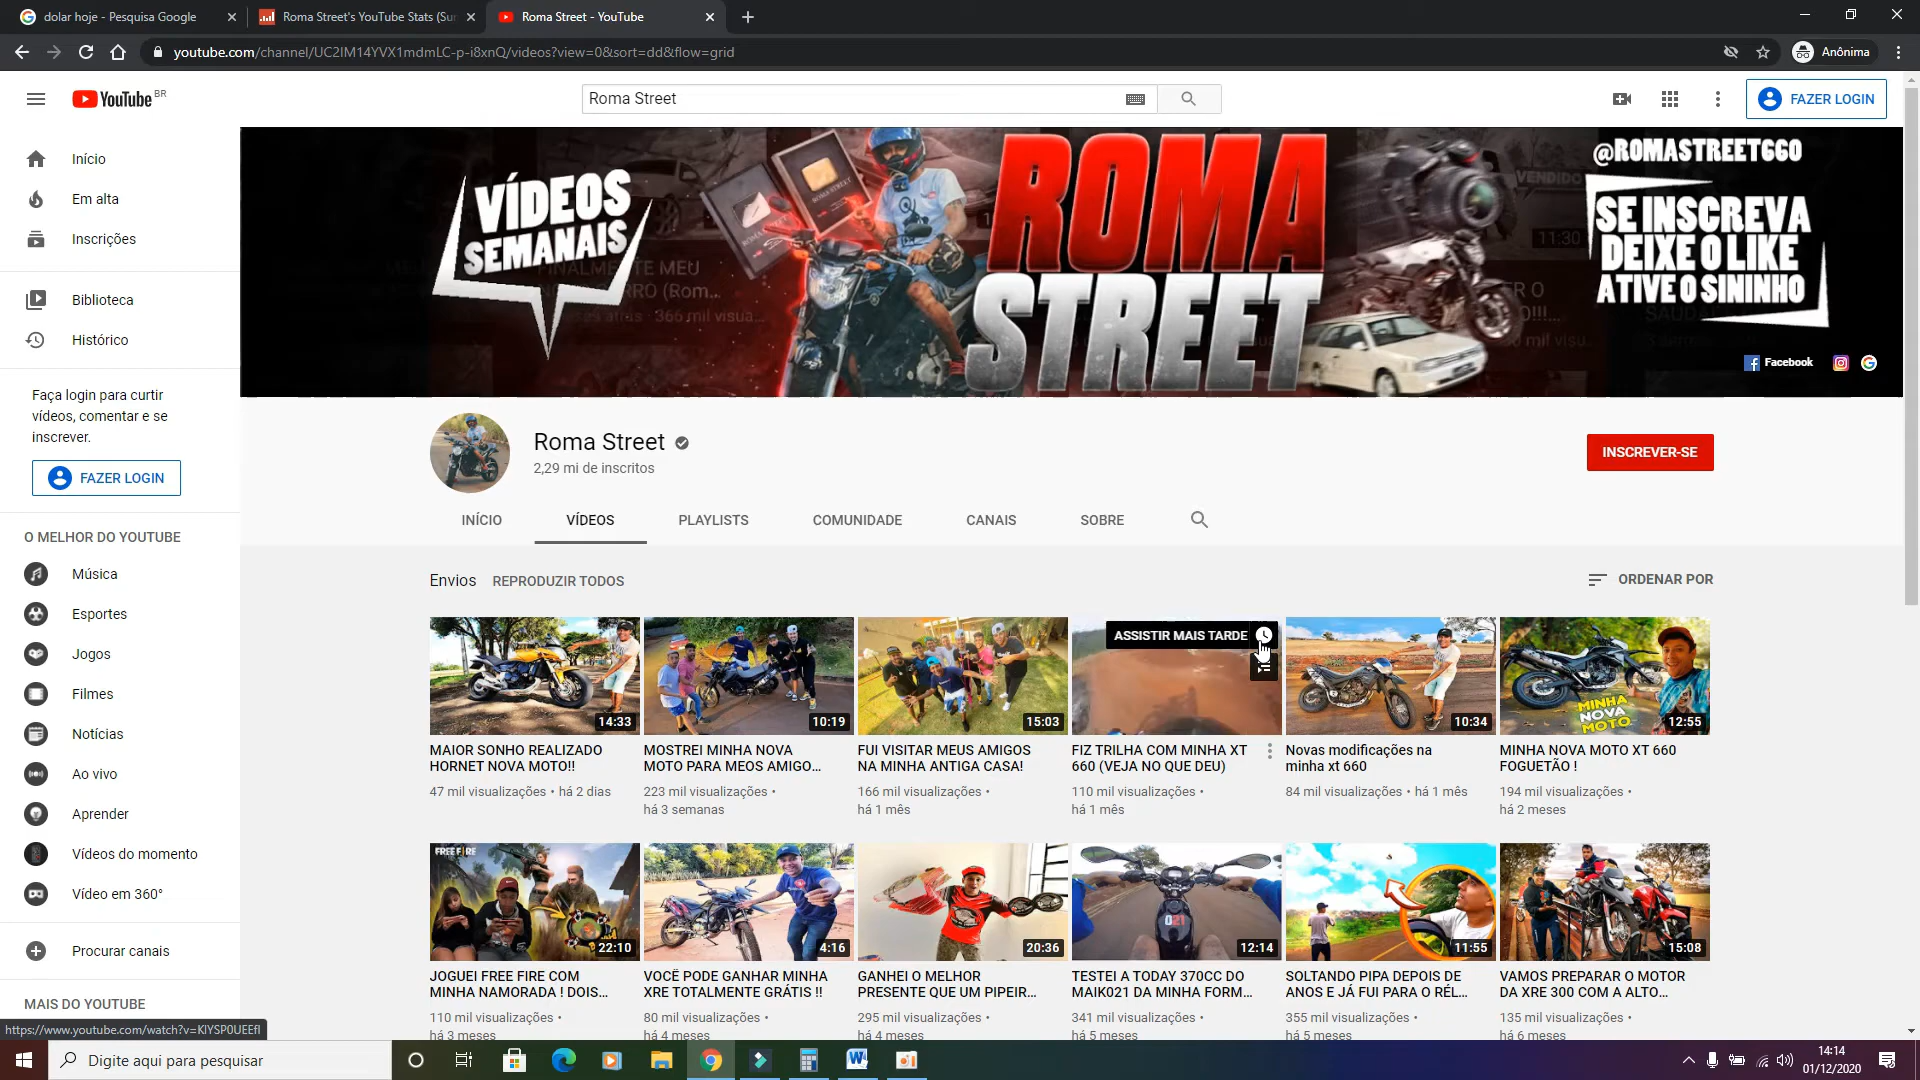 dolar hoje - Pesquisa Google
Roma Street's YouTube Stats (Sur
Roma Street - YouTube
youtube.com/channel/UC2IM14YVX1mdmLC-p-i8xnQ/videos?view=0&sort=dd&flow=grid
Anônima
YouTube BR
Roma Street
FAZER LOGIN
Início
Em alta
Inscrições
Biblioteca
Histórico
Faça login para curtir
vídeos, comentar e se
inscrever.
FAZER LOGIN
O MELHOR DO YOUTUBE
Música
Esportes
Jogos
Filmes
Notícias
Ao vivo
Aprender
Vídeos do momento
Vídeo em 360°
Procurar canais
MAIS DO YOUTUBE
https://www.youtube.com/watch?v=KlYSP0UEEfI
VÍDEOS
SEMANAIS
ROMA
STREET
@ROMASTREET660
SE INSCREVA
DEIXE O LIKE
ATIVE O SININHO
VENDIDO
11:30
Facebook
Roma Street
2,29 mi de inscritos
INSCREVER-SE
INÍCIO
VÍDEOS
PLAYLISTS
COMUNIDADE
CANAIS
SOBRE
Envios
REPRODUZIR TODOS
ORDENAR POR
14:33
MAIOR SONHO REALIZADO
HORNET NOVA MOTO!!
47 mil visualizações • há 2 dias
10:19
MOSTREI MINHA NOVA
MOTO PARA MEOS AMIGO...
223 mil visualizações •
há 3 semanas
15:03
FUI VISITAR MEUS AMIGOS
NA MINHA ANTIGA CASA!
166 mil visualizações •
há 1 mês
ASSISTIR MAIS TARDE
FIZ TRILHA COM MINHA XT
660 (VEJA NO QUE DEU)
110 mil visualizações •
há 1 mês
10:34
Novas modificações na
minha xt 660
84 mil visualizações • há 1 mês
MINHA
NOVA
MOTO
12:55
MINHA NOVA MOTO XT 660
FOGUETÃO !
194 mil visualizações •
há 2 meses
FREE FIRE
22:10
JOGUEI FREE FIRE COM
MINHA NAMORADA ! DOIS...
110 mil visualizações •
há 3 meses
4:16
VOCÊ PODE GANHAR MINHA
XRE TOTALMENTE GRÁTIS !!
80 mil visualizações •
há 4 meses
20:36
GANHEI O MELHOR
PRESENTE QUE UM PIPEIR...
295 mil visualizações •
há 4 meses
021
12:14
TESTEI A TODAY 370CC DO
MAIK021 DA MINHA FORM...
341 mil visualizações •
há 5 meses
11:55
SOLTANDO PIPA DEPOIS DE
ANOS E JÁ FUI PARA O RÉL...
355 mil visualizações •
há 5 meses
15:08
VAMOS PREPARAR O MOTOR
DA XRE 300 COM A ALTO...
135 mil visualizações •
há 6 meses
Digite aqui para pesquisar
14:14
01/12/2020